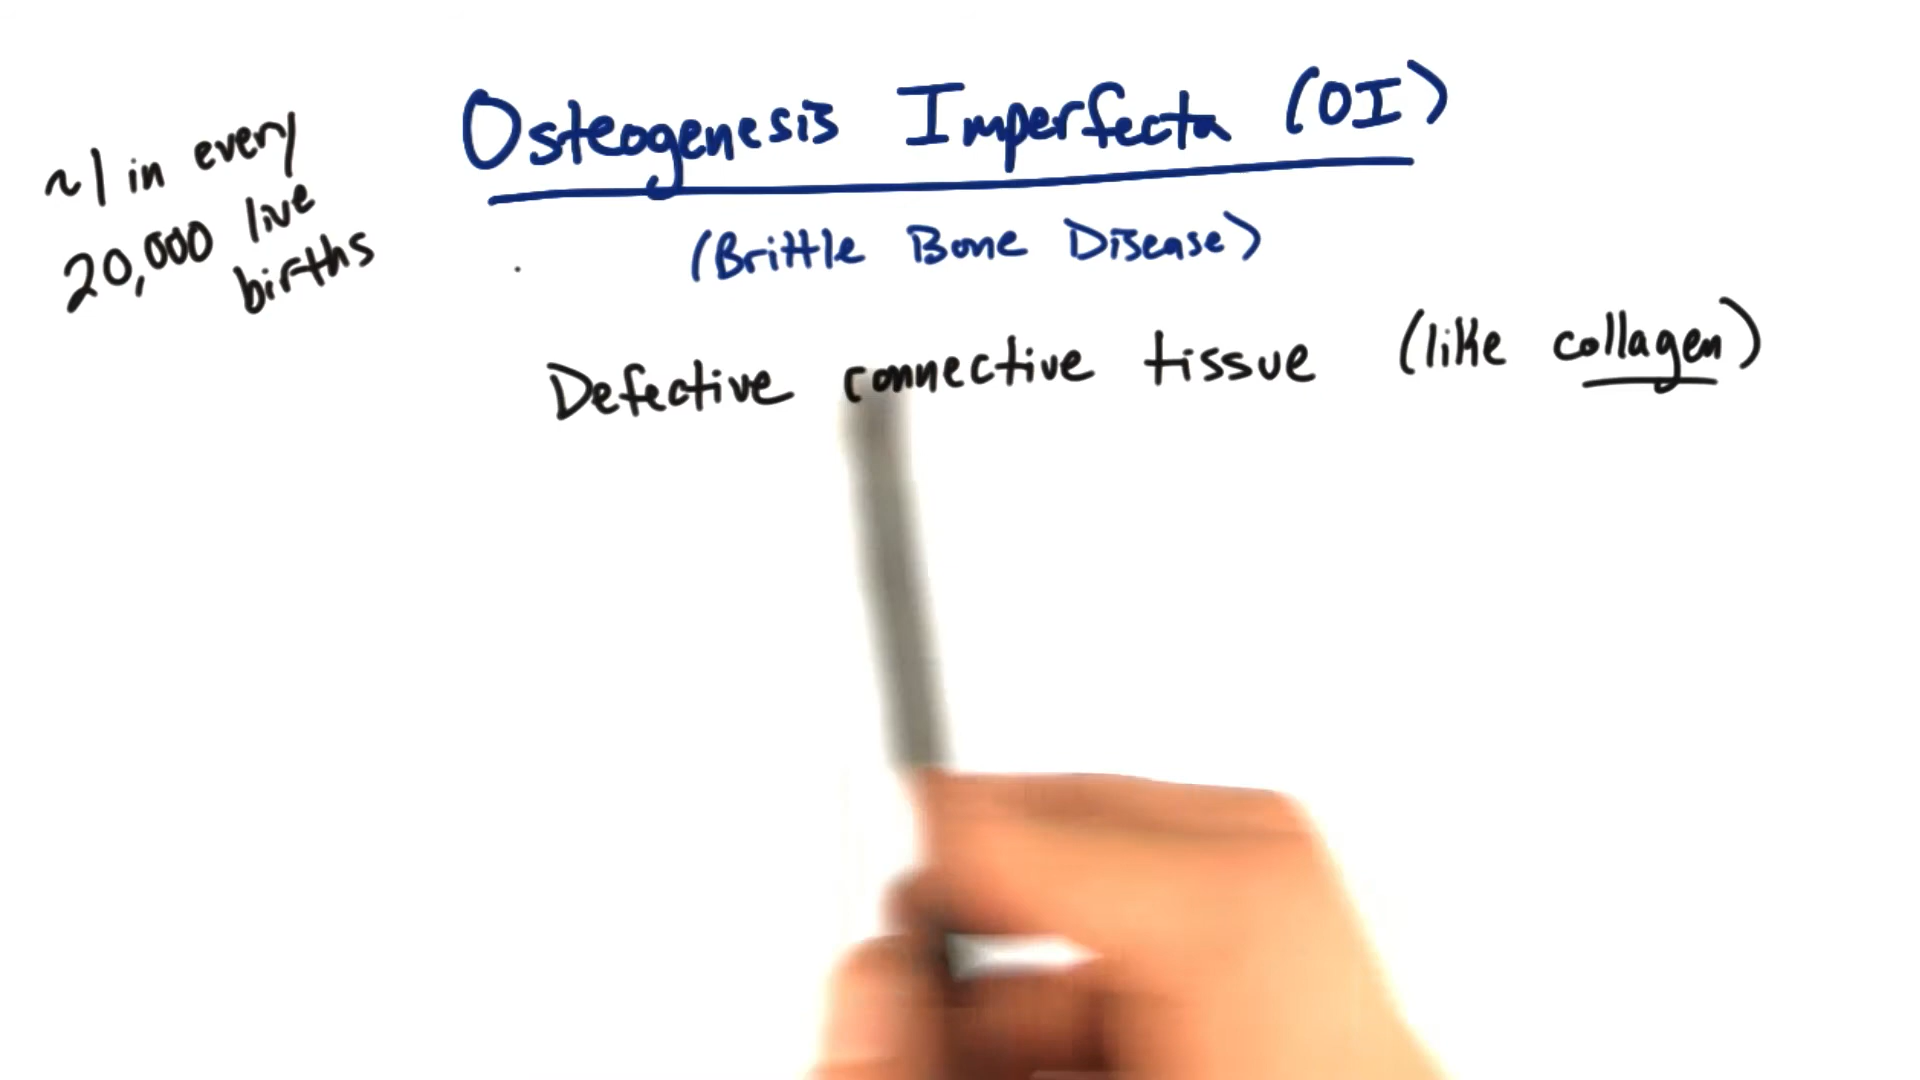 Osteogenesis Imperfecta (OI)
(Brittle Bone Disease)
~1 in every
20,000 live
births
Defective connective tissue (like collagen)